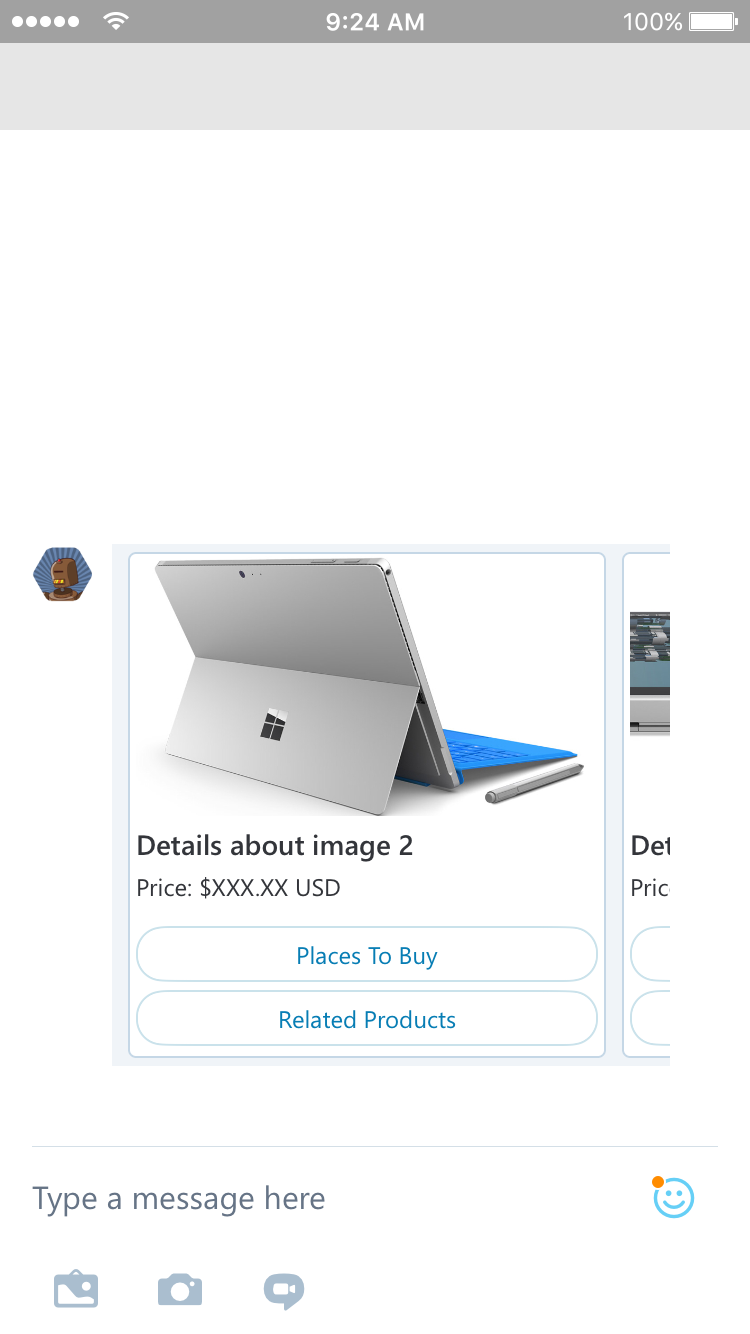 9:24 AM
100%
Details about image 2
Price: $XXX.XX USD
Places To Buy
Related Products
Det
Pric
Type a message here